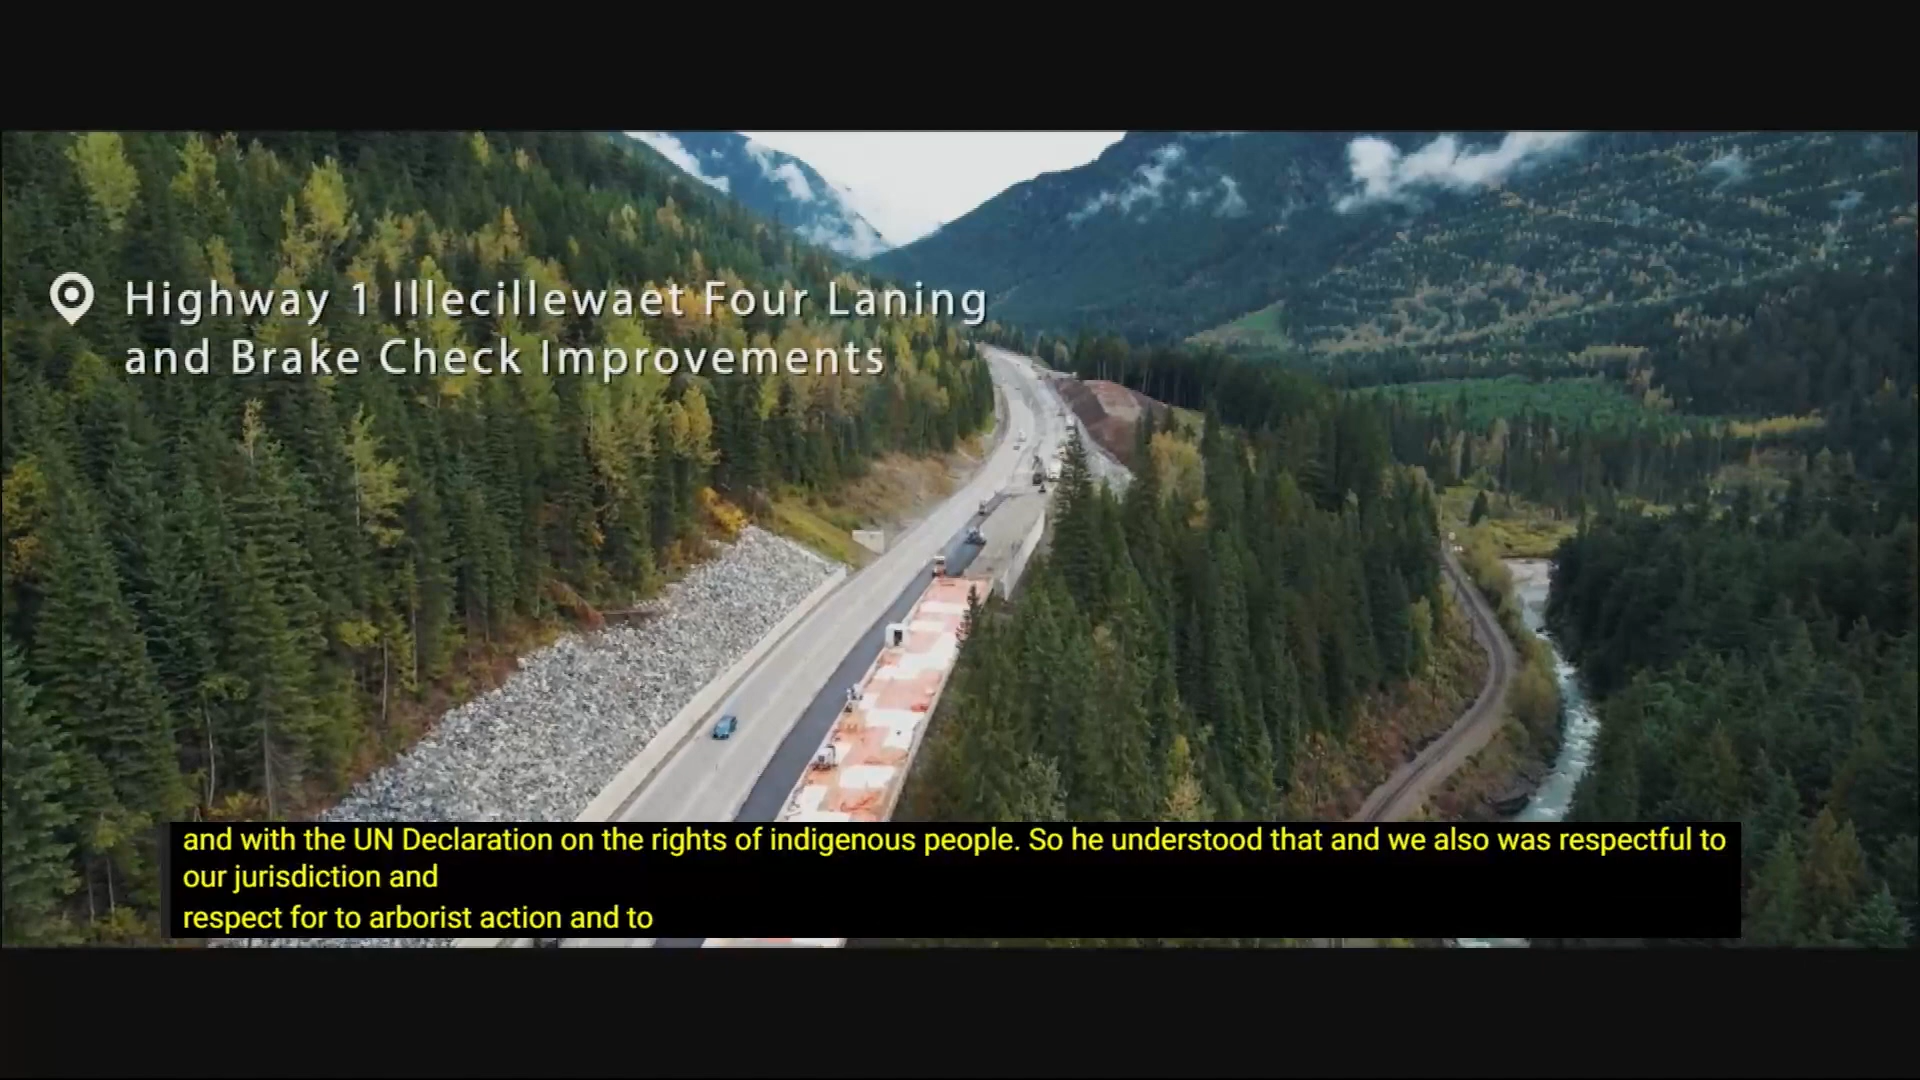 Highway 1 Illecillewaet Four Laning
and Brake Check Improvements
and with the UN Declaration on the rights of indigenous people. So he understood that and we also was respectful to
our jurisdiction and
respect for to arborist action and to